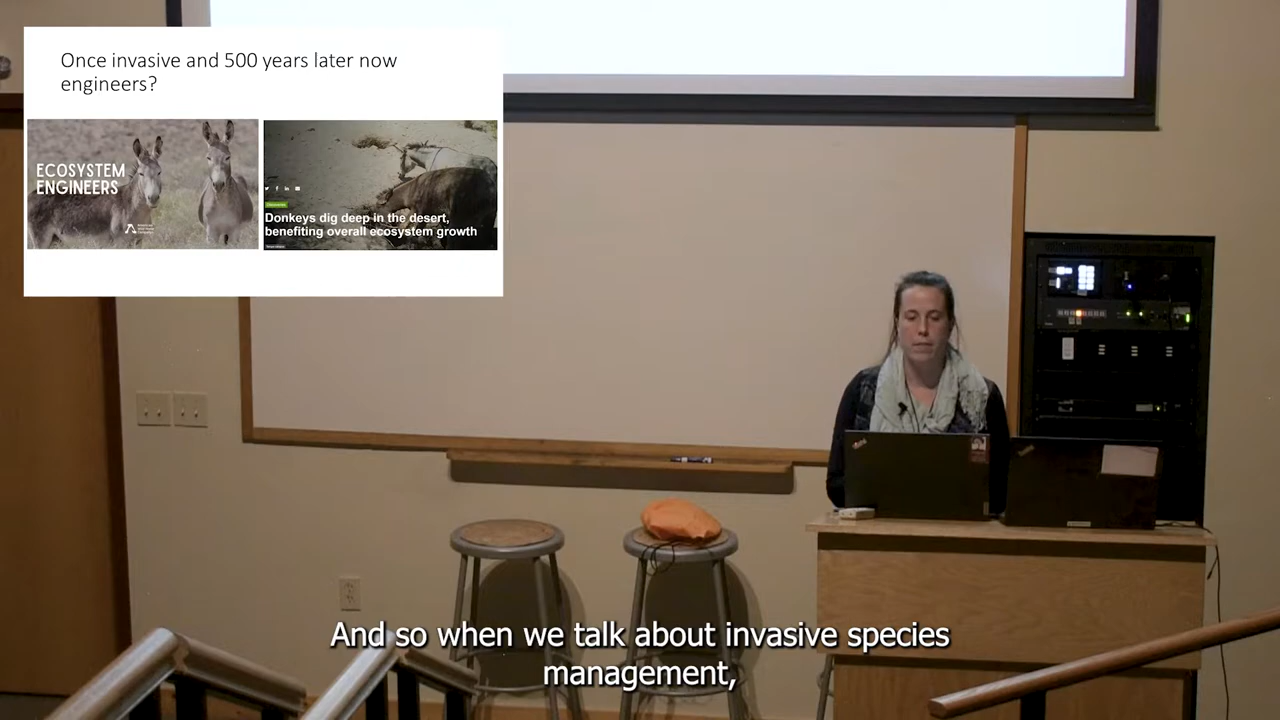 Once invasive and 500 years later now
engineers?
ECOSYSTEM
ENGINEERS
Donkeys dig deep in the desert,
benefiting overall ecosystem growth
And so when we talk about invasive species
management,